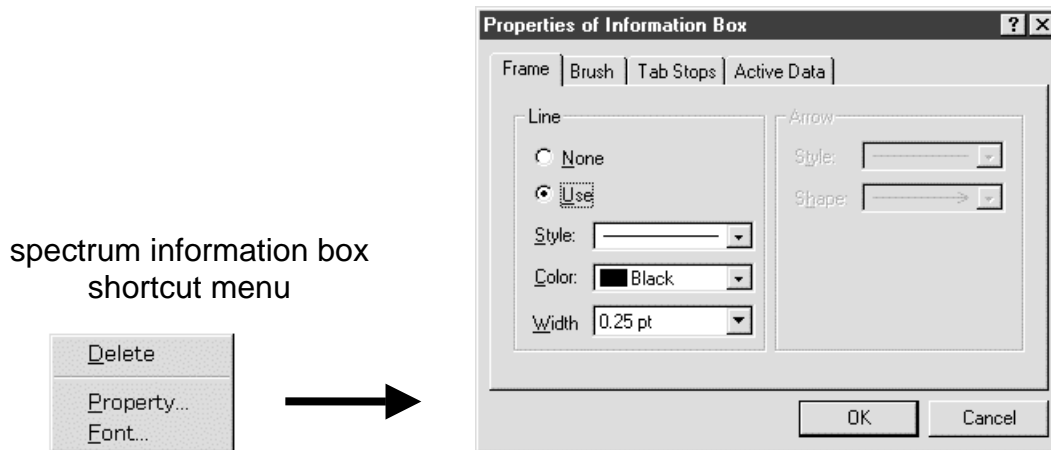 Properties of Information Box
Frame Brush Tab Stops Active Data
Line
None
Use
Style:
Color: Black
Width 0.25 pt
Arrow
Style:
Shape:
OK Cancel
spectrum information box
shortcut menu
Delete
Property...
Font...